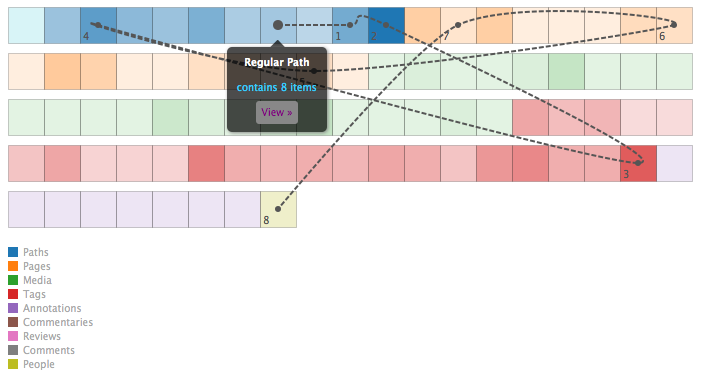 4 1 2 7 6
Regular Path
5
contains 8 items
View »
3
8
Paths
Pages
Media
Tags
Annotations
Commentaries
Reviews
Comments
People